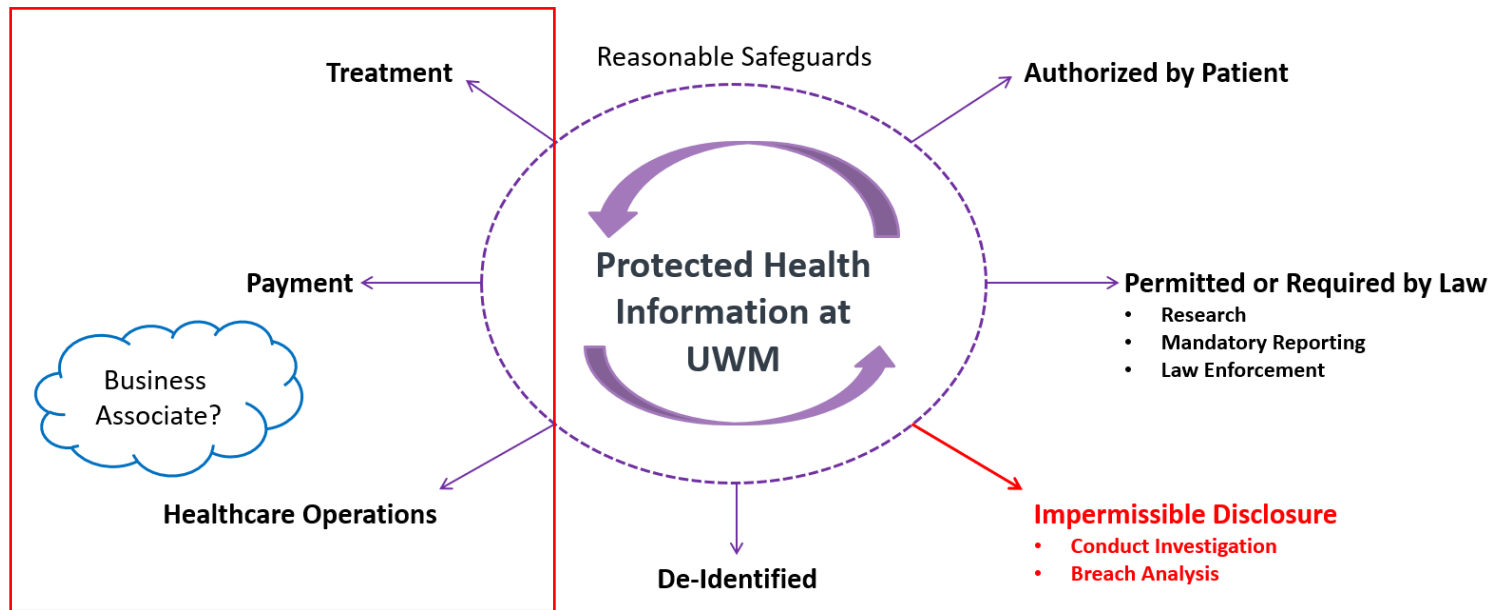 Reasonable Safeguards
Treatment
Authorized by Patient
Protected Health
Information at
UWM
Payment
Permitted or Required by Law
• Research
• Mandatory Reporting
• Law Enforcement
Business
Associate?
Healthcare Operations
De-Identified
Impermissible Disclosure
• Conduct Investigation
• Breach Analysis